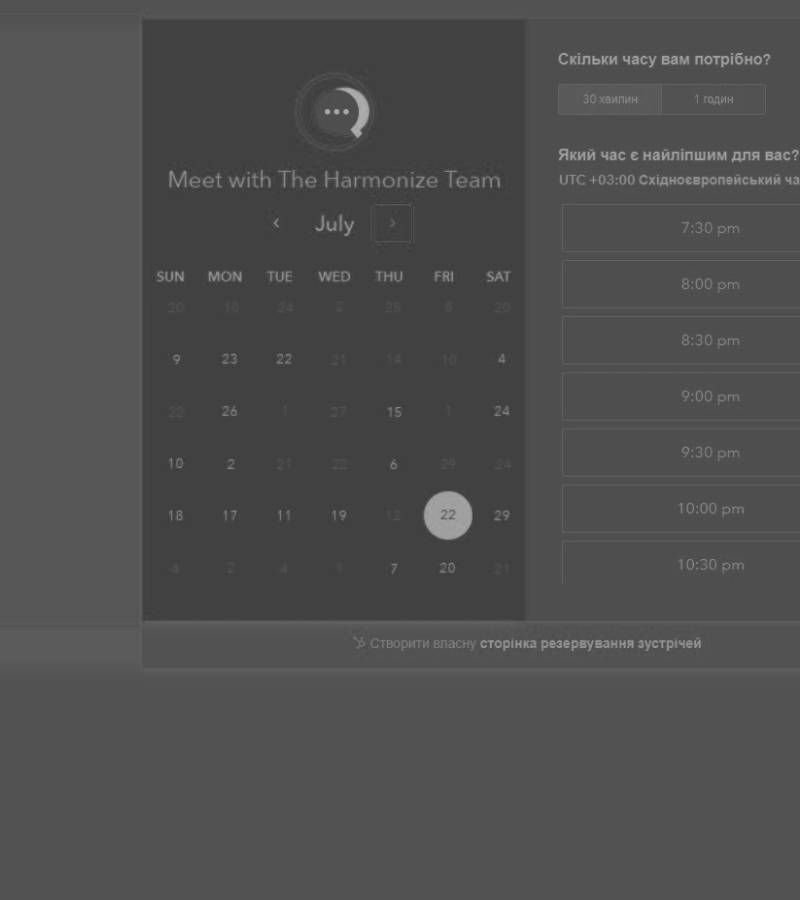 Meet with The Harmonize Team
July
SUN MON TUE WED THU FRI SAT
20 10 24 2 25 8 20
9 23 22 21 14 10 4
22 26 1 27 15 1 24
10 2 21 22 6 29 24
18 17 11 19 12 22 29
4 2 4 1 7 20 21
Скільки часу вам потрібно?
30 хвилин 1 годин
Який час є найліпшим для вас?
UTC +03:00 Східноєвропейський ча
7:30 pm
8:00 pm
8:30 pm
9:00 pm
9:30 pm
10:00 pm
10:30 pm
Створити власну сторінка резервування зустрічей